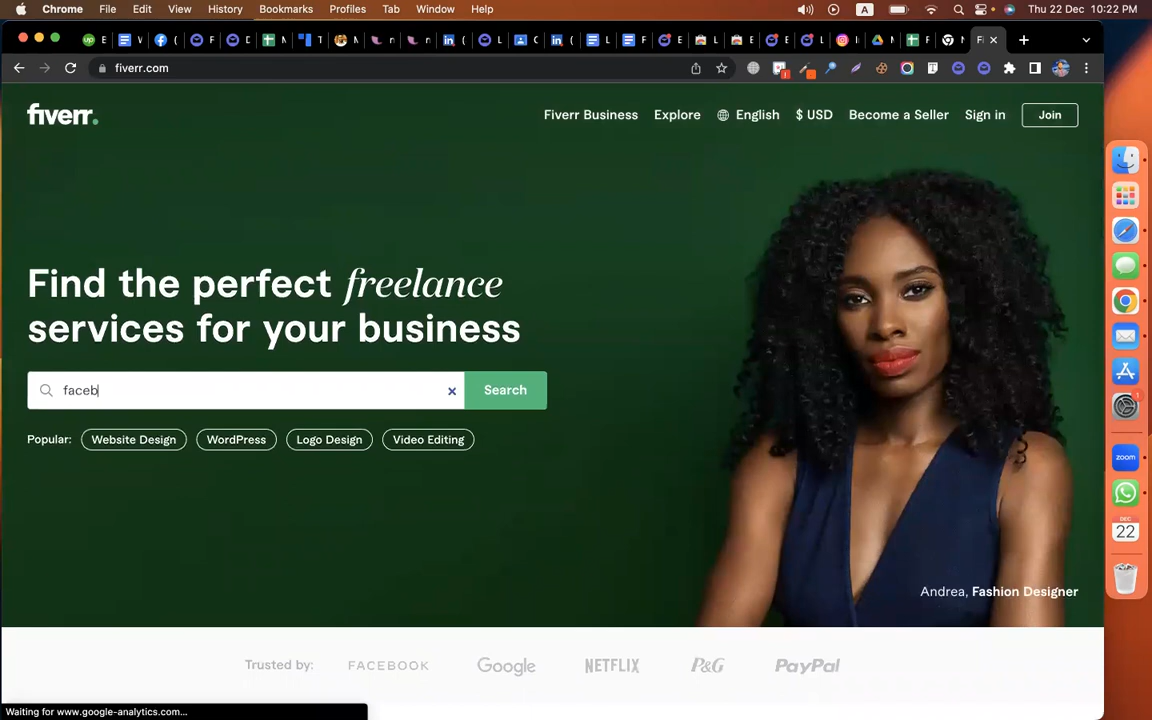 Chrome File Edit View History Bookmarks Profiles Tab Window Help A Thu 22 Dec 10:22 PM
fiverr.com
fiverr.
Fiverr Business Explore English $ USD Become a Seller Sign in Join
Find the perfect freelance
services for your business
faceb
Search
Popular: Website Design WordPress Logo Design Video Editing
Andrea, Fashion Designer
Trusted by: FACEBOOK Google NETFLIX P&G PayPal
Waiting for www.google-analytics.com...
zoom
DEC
22